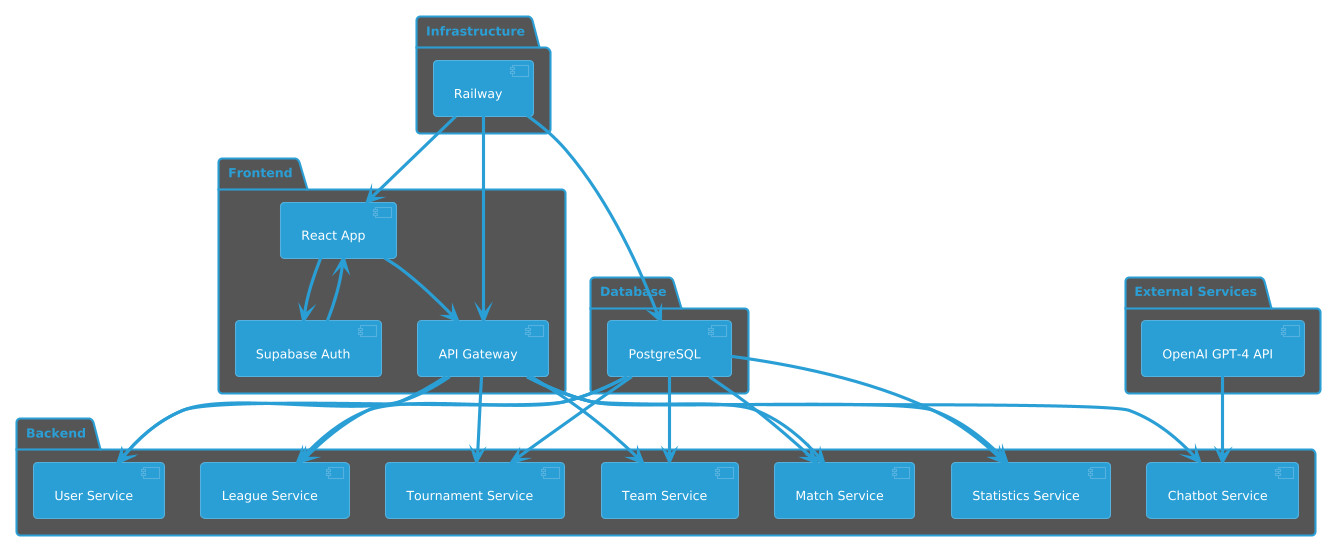 Infrastructure
Railway
Frontend
React App
Database
External Services
Supabase Auth
API Gateway
PostgreSQL
OpenAI GPT-4 API
Backend
User Service
League Service
Tournament Service
Team Service
Match Service
Statistics Service
Chatbot Service